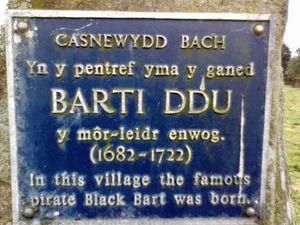 CASNEWYDD BACH
Yn y pentref yma y ganed
BARTI DDU
y môr-leidr enwog.
(1682-1722)
In this village the famous
pirate Black Bart was born.